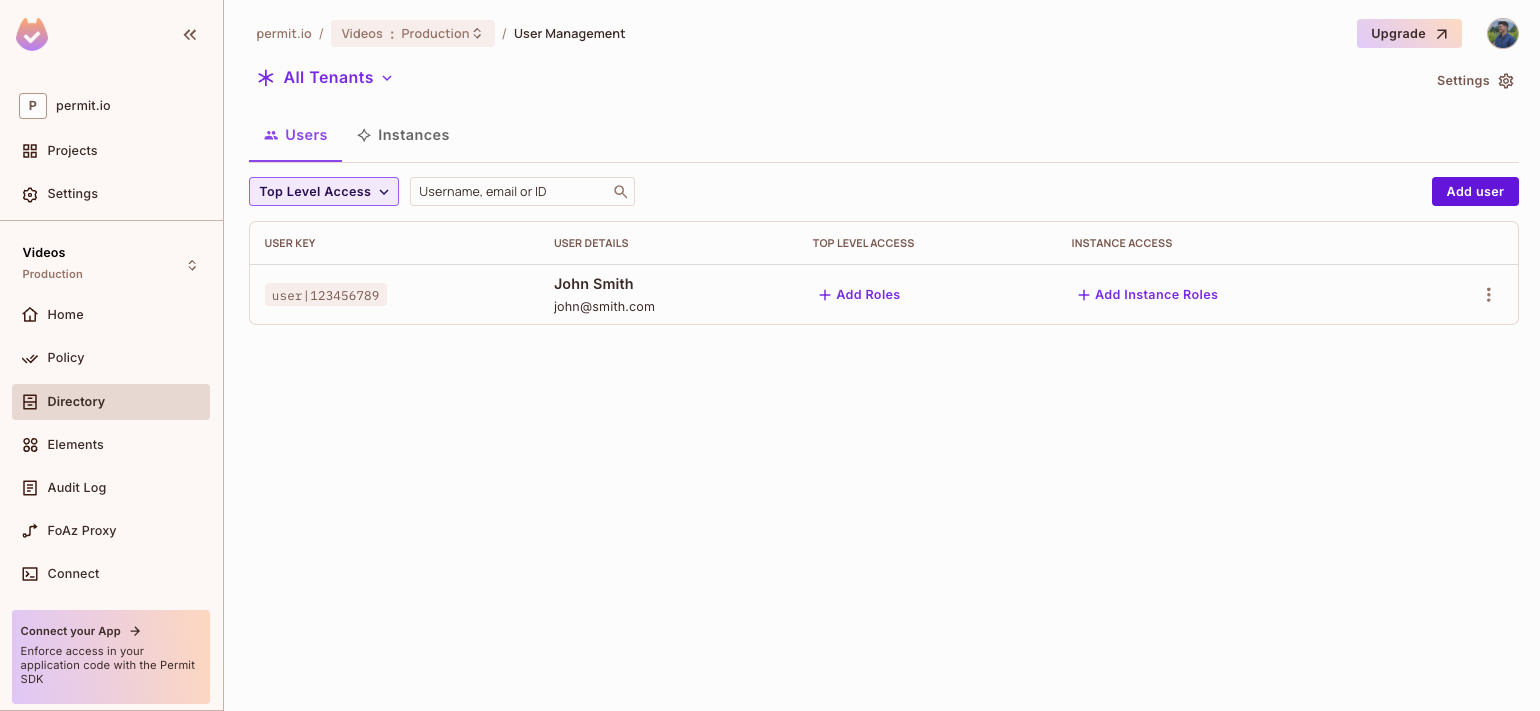 permit.io / Videos : Production / User Management
Upgrade
All Tenants
Settings
P permit.io
Projects
Settings
Videos
Production
Home
Policy
Directory
Elements
Audit Log
FoAz Proxy
Connect
Connect your App
Enforce access in your
application code with the Permit
SDK
Users Instances
Top Level Access Username, email or ID Add user
USER KEY USER DETAILS TOP LEVEL ACCESS INSTANCE ACCESS
user|123456789 John Smith Add Roles Add Instance Roles
john@smith.com